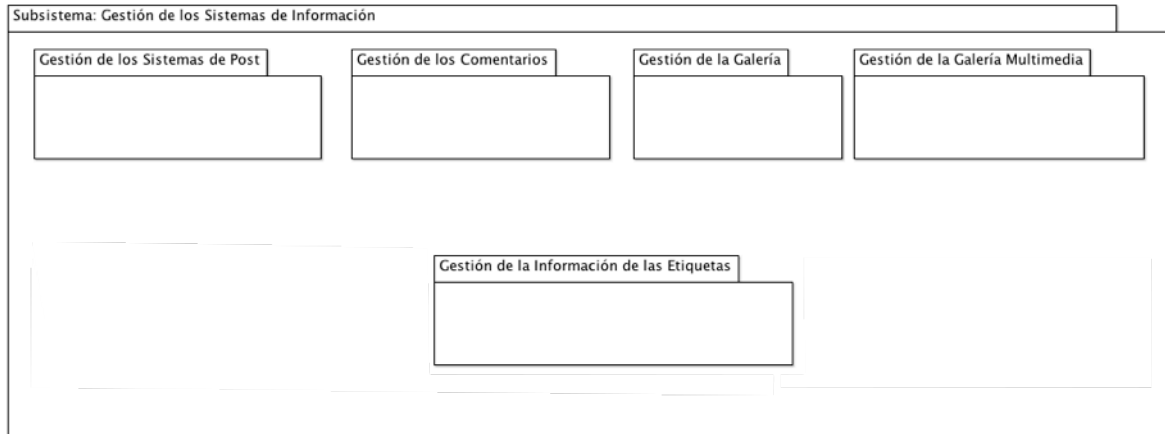 Subsistema: Gestión de los Sistemas de Información
Gestión de los Sistemas de Post
Gestión de los Comentarios
Gestión de la Galería
Gestión de la Galería Multimedia
Gestión de la Información de las Etiquetas